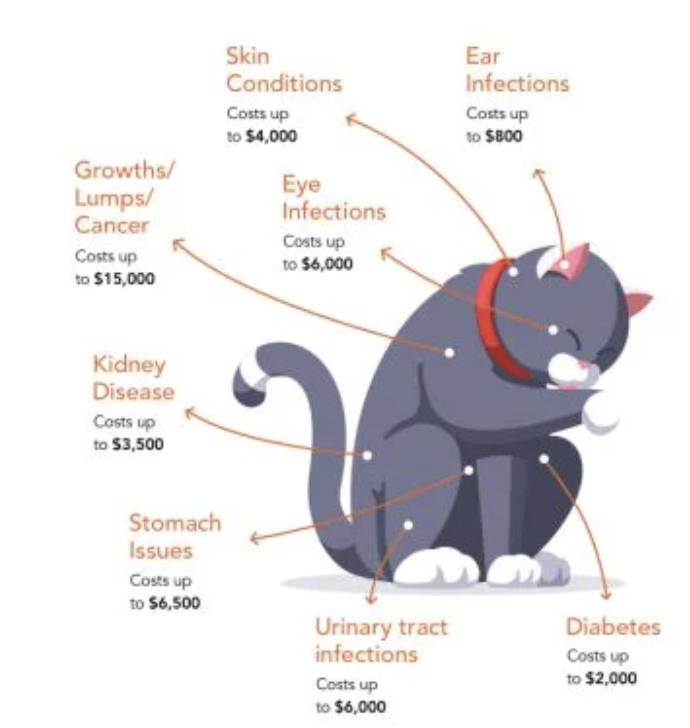 Skin
Conditions
Costs up
to $4,000
Ear
Infections
Costs up
to $800
Growths/
Lumps/
Cancer
Costs up
to $15,000
Eye
Infections
Costs up
to $6,000
Kidney
Disease
Costs up
to $3,500
Stomach
Issues
Costs up
to $6,500
Urinary tract
infections
Costs up
to $6,000
Diabetes
Costs up
to $2,000